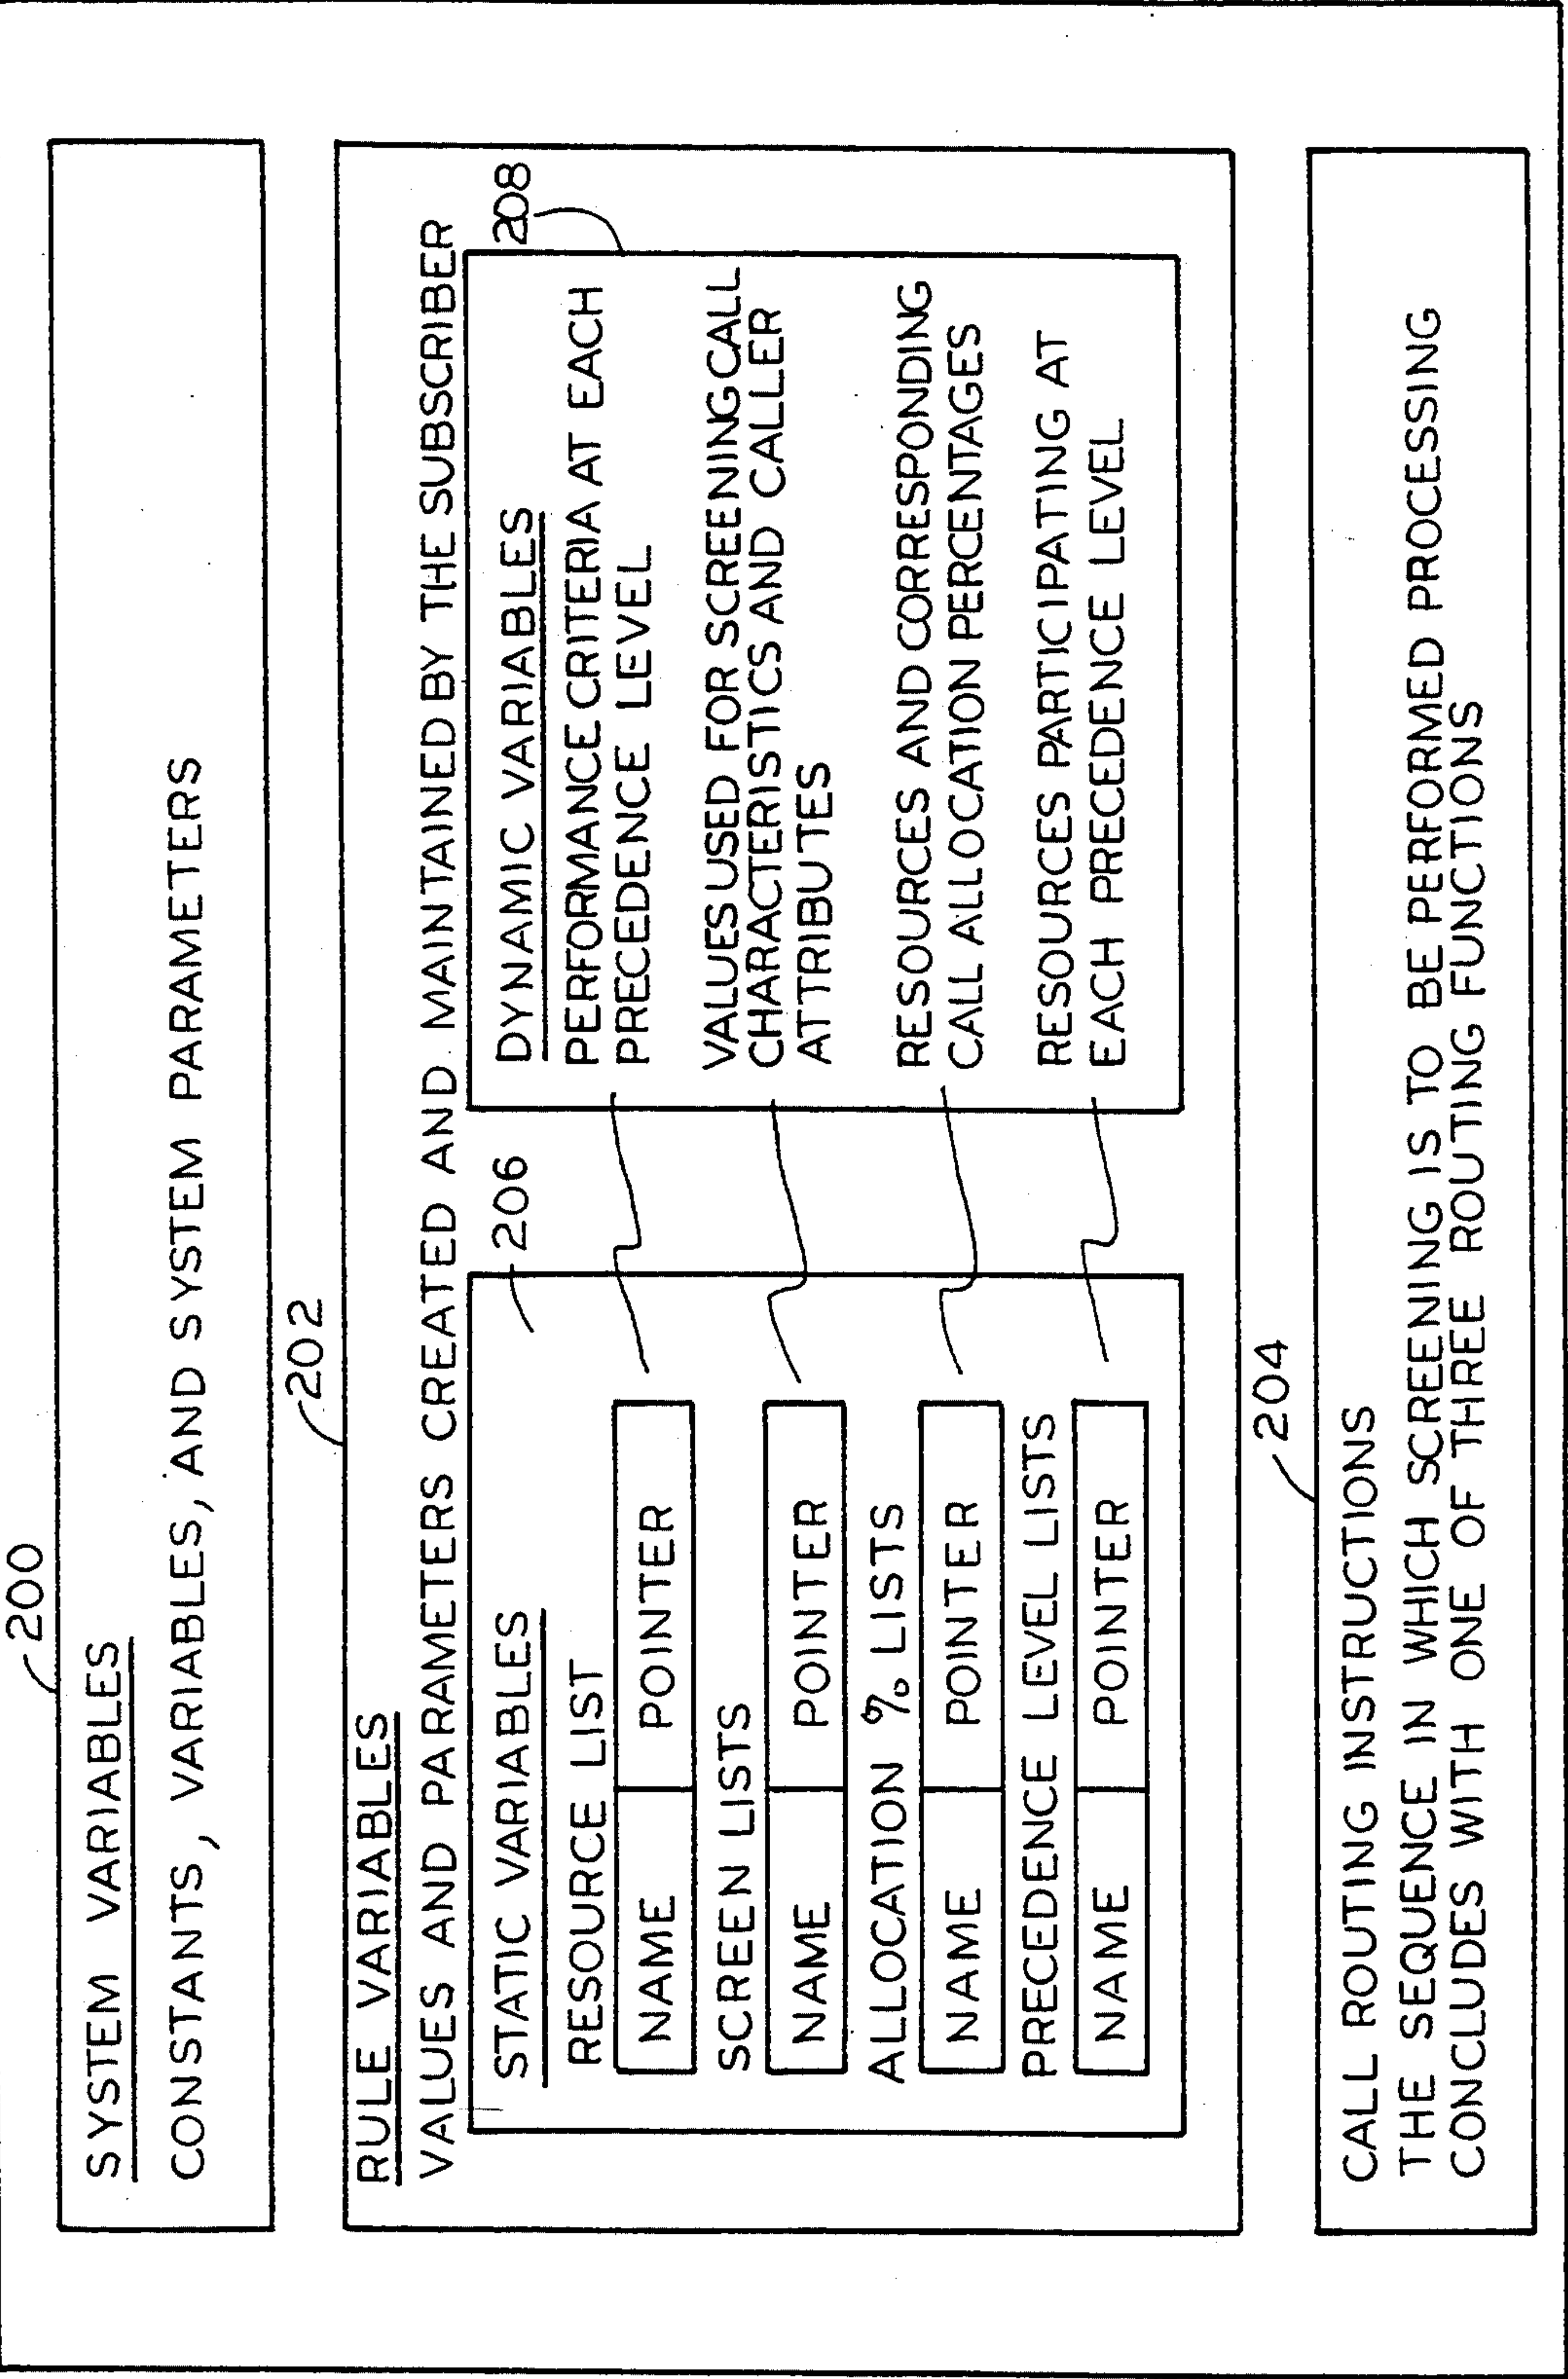 200
SYSTEM VARIABLES
CONSTANTS, VARIABLES, AND SYSTEM PARAMETERS
202
RULE VARIABLES
VALUES AND PARAMETERS CREATED AND MAINTAINED BY THE SUBSCRIBER
206
STATIC VARIABLES
RESOURCE LIST
NAME POINTER
SCREEN LISTS
NAME POINTER
ALLOCATION % LISTS
NAME POINTER
PRECEDENCE LEVEL LISTS
NAME POINTER
208
DYNAMIC VARIABLES
PERFORMANCE CRITERIA AT EACH
PRECEDENCE LEVEL
VALUES USED FOR SCREENING CALL
CHARACTERISTICS AND CALLER
ATTRIBUTES
RESOURCES AND CORRESPONDING
CALL ALLOCATION PERCENTAGES
RESOURCES PARTICIPATING AT
EACH PRECEDENCE LEVEL
204
CALL ROUTING INSTRUCTIONS
THE SEQUENCE IN WHICH SCREENING IS TO BE PERFORMED PROCESSING
CONCLUDES WITH ONE OF THREE ROUTING FUNCTIONS